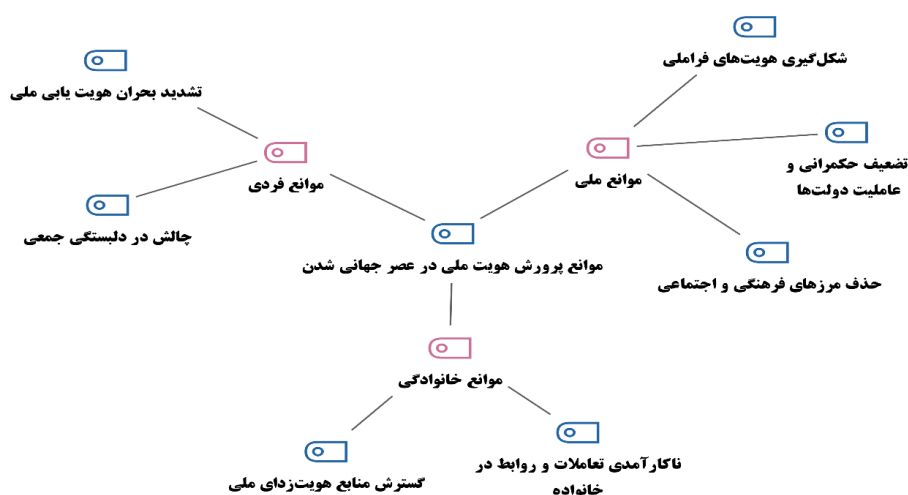 شکل‌گیری هویت‌های فراملی
تشدید بحران هویت یابی ملی
تضعیف حکمرانی و
عاملیت دولت‌ها
موانع ملی
موانع فردی
چالش در دلبستگی جمعی
موانع پرورش هویت ملی در عصر جهانی شدن
حذف مرزهای فرهنگی و اجتماعی
موانع خانوادگی
ناکارآمدی تعاملات و روابط در
خانواده
گسترش منابع هویت‌زدای ملی